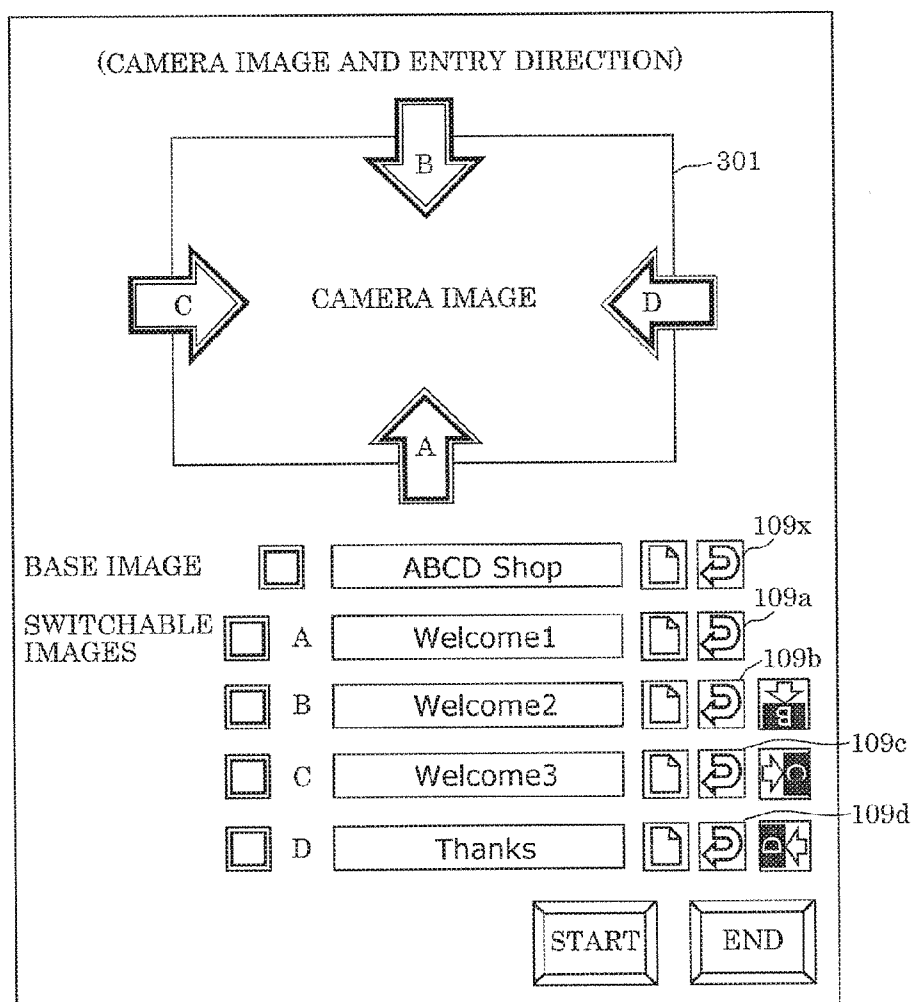 (CAMERA IMAGE AND ENTRY DIRECTION)
B
301
C CAMERA IMAGE D
A
109x
BASE IMAGE ABCD Shop
109a
SWITCHABLE IMAGES A Welcome1
109b
B Welcome2 B
109c
C Welcome3 C
109d
D Thanks D
START END